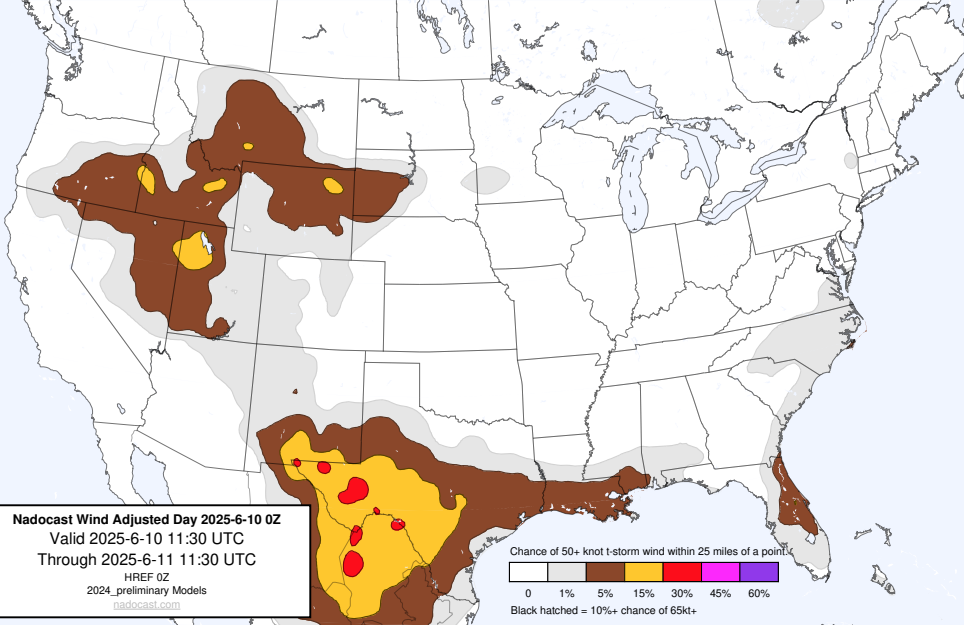 Nadocast Wind Adjusted Day 2025-6-10 0Z
Valid 2025-6-10 11:30 UTC
Through 2025-6-11 11:30 UTC
HREF 0Z
2024_preliminary Models
nadocast.com
Chance of 50+ knot t-storm wind within 25 miles of a point.
0 1% 5% 15% 30% 45% 60%
Black hatched = 10%+ chance of 65kt+